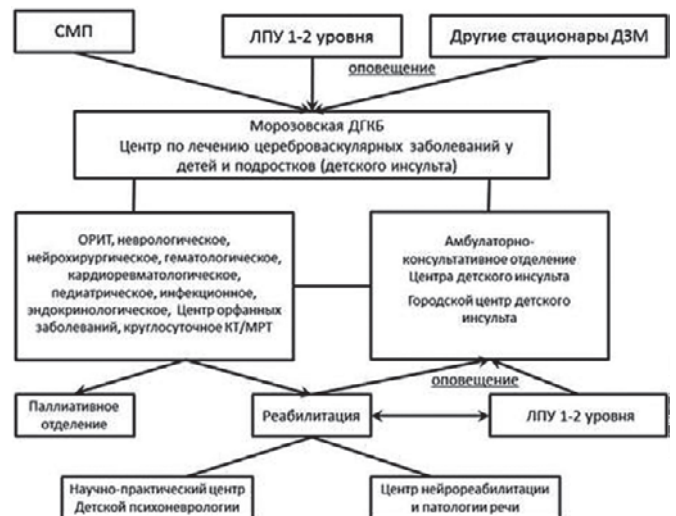 СМП
ЛПУ 1-2 уровня
Другие стационары ДЗМ
оповещение
Морозовская ДГКБ
Центр по лечению цереброваскулярных заболеваний у
детей и подростков (детского инсульта)
ОРИТ, неврологическое,
нейрохирургическое, гематологическое,
кардиоревматологическое,
педиатрическое, инфекционное,
эндокринологическое, Центр орфанных
заболеваний, круглосуточное КТ/МРТ
Амбулаторно-
консультативное отделение
Центра детского инсульта
Городской центр детского
инсульта
оповещение
Паллиативное
отделение
Реабилитация
ЛПУ 1-2 уровня
Научно-практический центр
Детской психоневрологии
Центр нейрореабилитации
и патологии речи